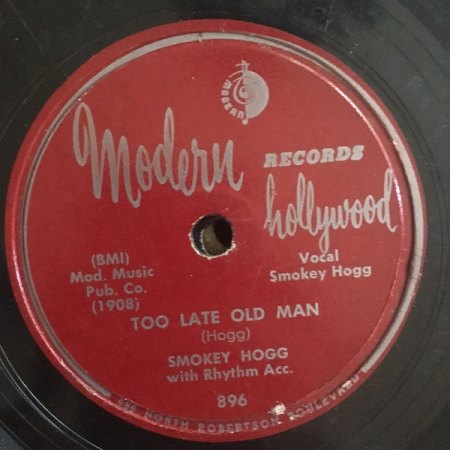 MODERN
Modern RECORDS
hollywood
(BMI)
Mod. Music
Pub. Co.
(1908)
Vocal
Smokey Hogg
TOO LATE OLD MAN
(Hogg)
SMOKEY HOGG
with Rhythm Acc.
896
NORTH ROBERTSON BOULEVARD